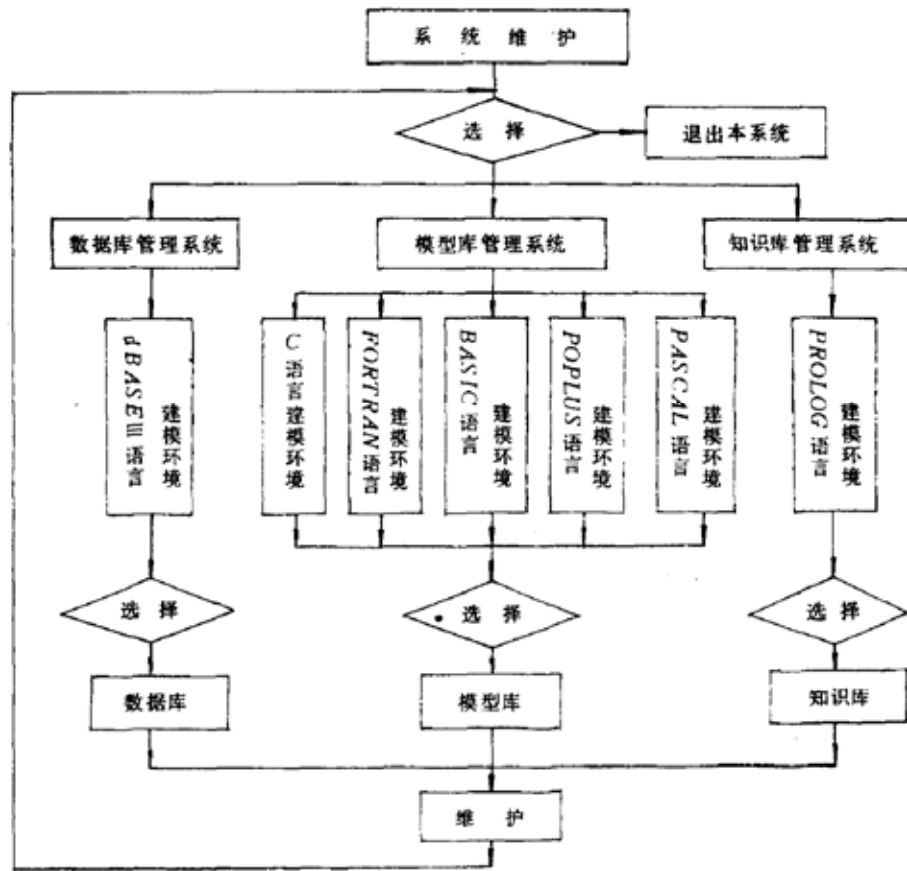 系统维护
选择
退出本系统
数据库管理系统
模型库管理系统
知识库管理系统
dBASEⅢ语言
建模环境
C语言建模环境
FORTRAN语言
建模环境
BASIC语言
建模环境
POPLUS语言
建模环境
PASCAL语言
建模环境
PROLOG语言
建模环境
选择
选择
选择
数据库
模型库
知识库
维护